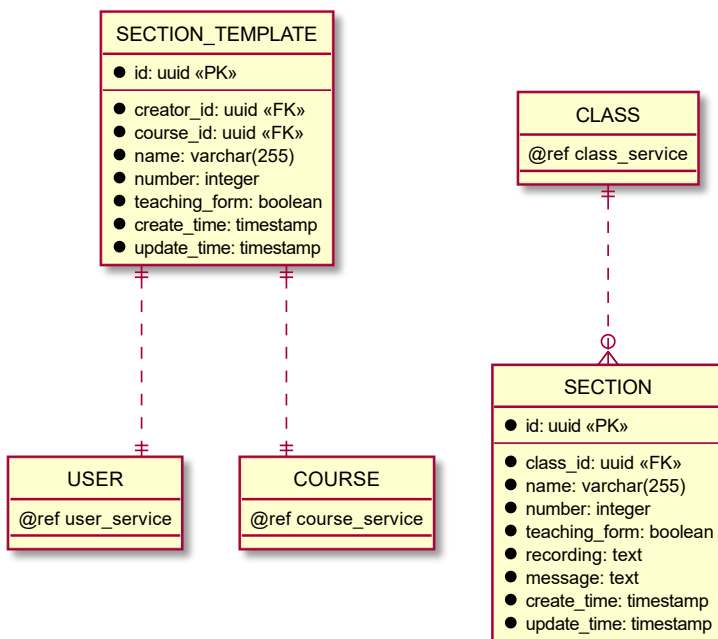 SECTION_TEMPLATE
id: uuid «PK»
creator_id: uuid «FK»
course_id: uuid «FK»
name: varchar(255)
number: integer
teaching_form: boolean
create_time: timestamp
update_time: timestamp
CLASS
@ref class_service
USER
@ref user_service
COURSE
@ref course_service
SECTION
id: uuid «PK»
class_id: uuid «FK»
name: varchar(255)
number: integer
teaching_form: boolean
recording: text
message: text
create_time: timestamp
update_time: timestamp